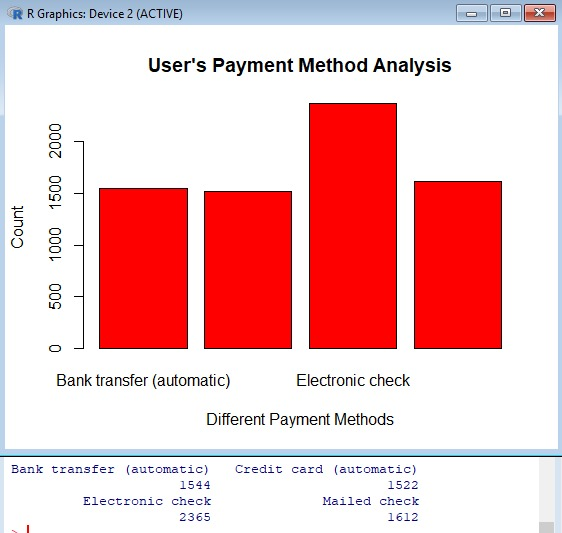 R Graphics: Device 2 (ACTIVE)
User's Payment Method Analysis
Count
2000
1500
1000
500
0
Bank transfer (automatic) Electronic check
Different Payment Methods
Bank transfer (automatic) Credit card (automatic)
1544 1522
Electronic check Mailed check
2365 1612
>